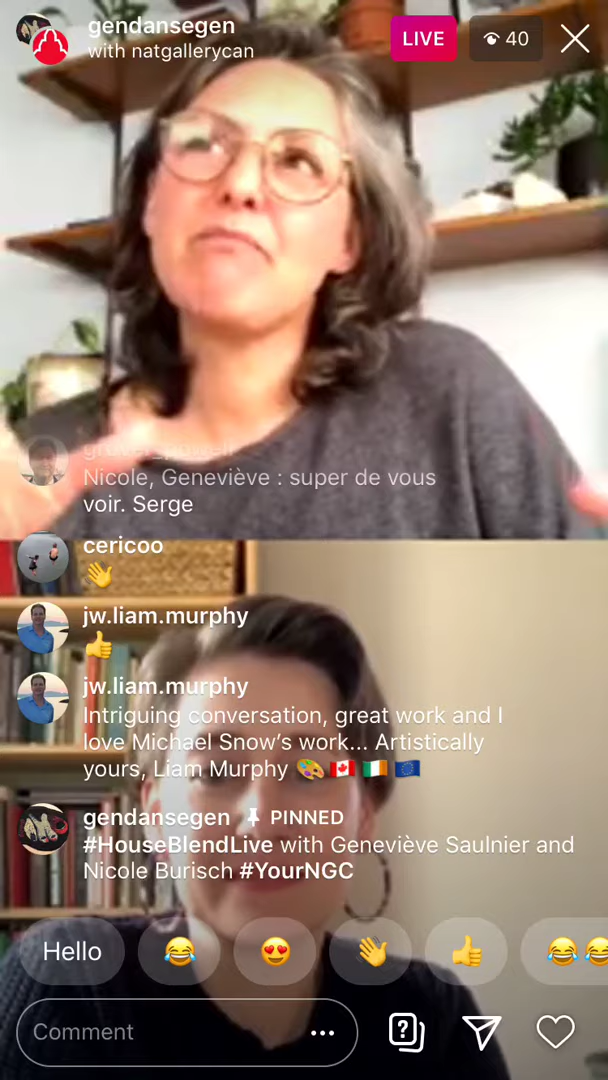 gendansegen
with natgallerycan
LIVE
40
Nicole, Geneviève : super de vous
voir. Serge
cericoo
👋
jw.liam.murphy
👍
jw.liam.murphy
Intriguing conversation, great work and I
love Michael Snow’s work... Artistically
yours, Liam Murphy 🎨🇨🇦🇮🇪🇪🇺
gendansegen PINNED
#HouseBlendLive with Geneviève Saulnier and
Nicole Burisch #YourNGC
Hello 😂 😍 👋 👍 😂😂
Comment